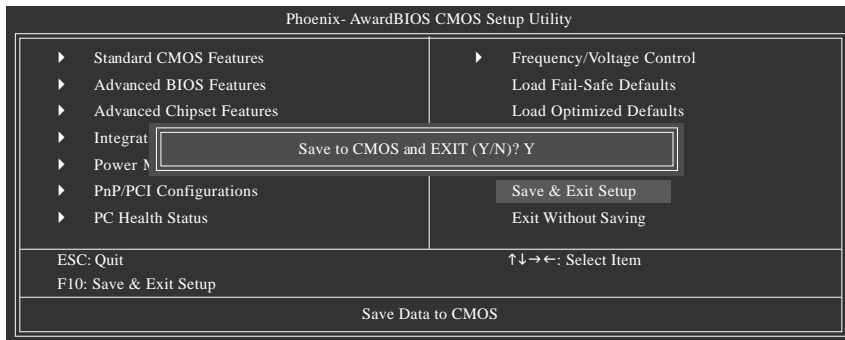 Phoenix- AwardBIOS CMOS Setup Utility
Standard CMOS Features
Advanced BIOS Features
Advanced Chipset Features
Integrat
Power M
PnP/PCI Configurations
PC Health Status
Frequency/Voltage Control
Load Fail-Safe Defaults
Load Optimized Defaults
Save to CMOS and EXIT (Y/N)? Y
Save & Exit Setup
Exit Without Saving
ESC: Quit
F10: Save & Exit Setup
↑↓→←: Select Item
Save Data to CMOS